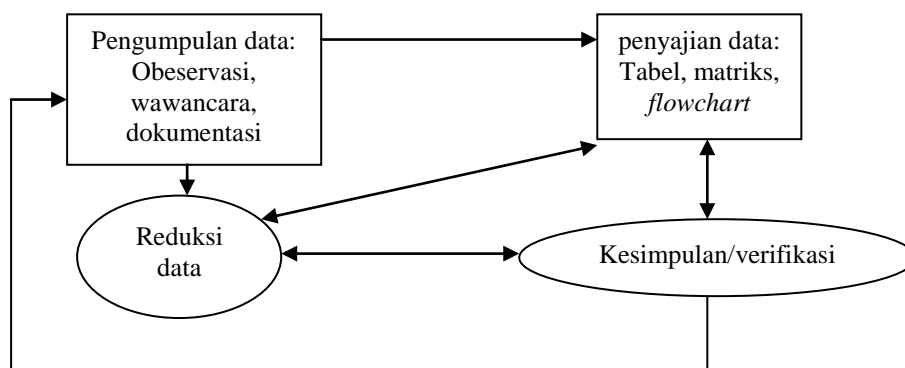 Pengumpulan data:
Obeservasi,
wawancara,
dokumentasi
penyajian data:
Tabel, matriks,
flowchart
Reduksi
data
Kesimpulan/verifikasi